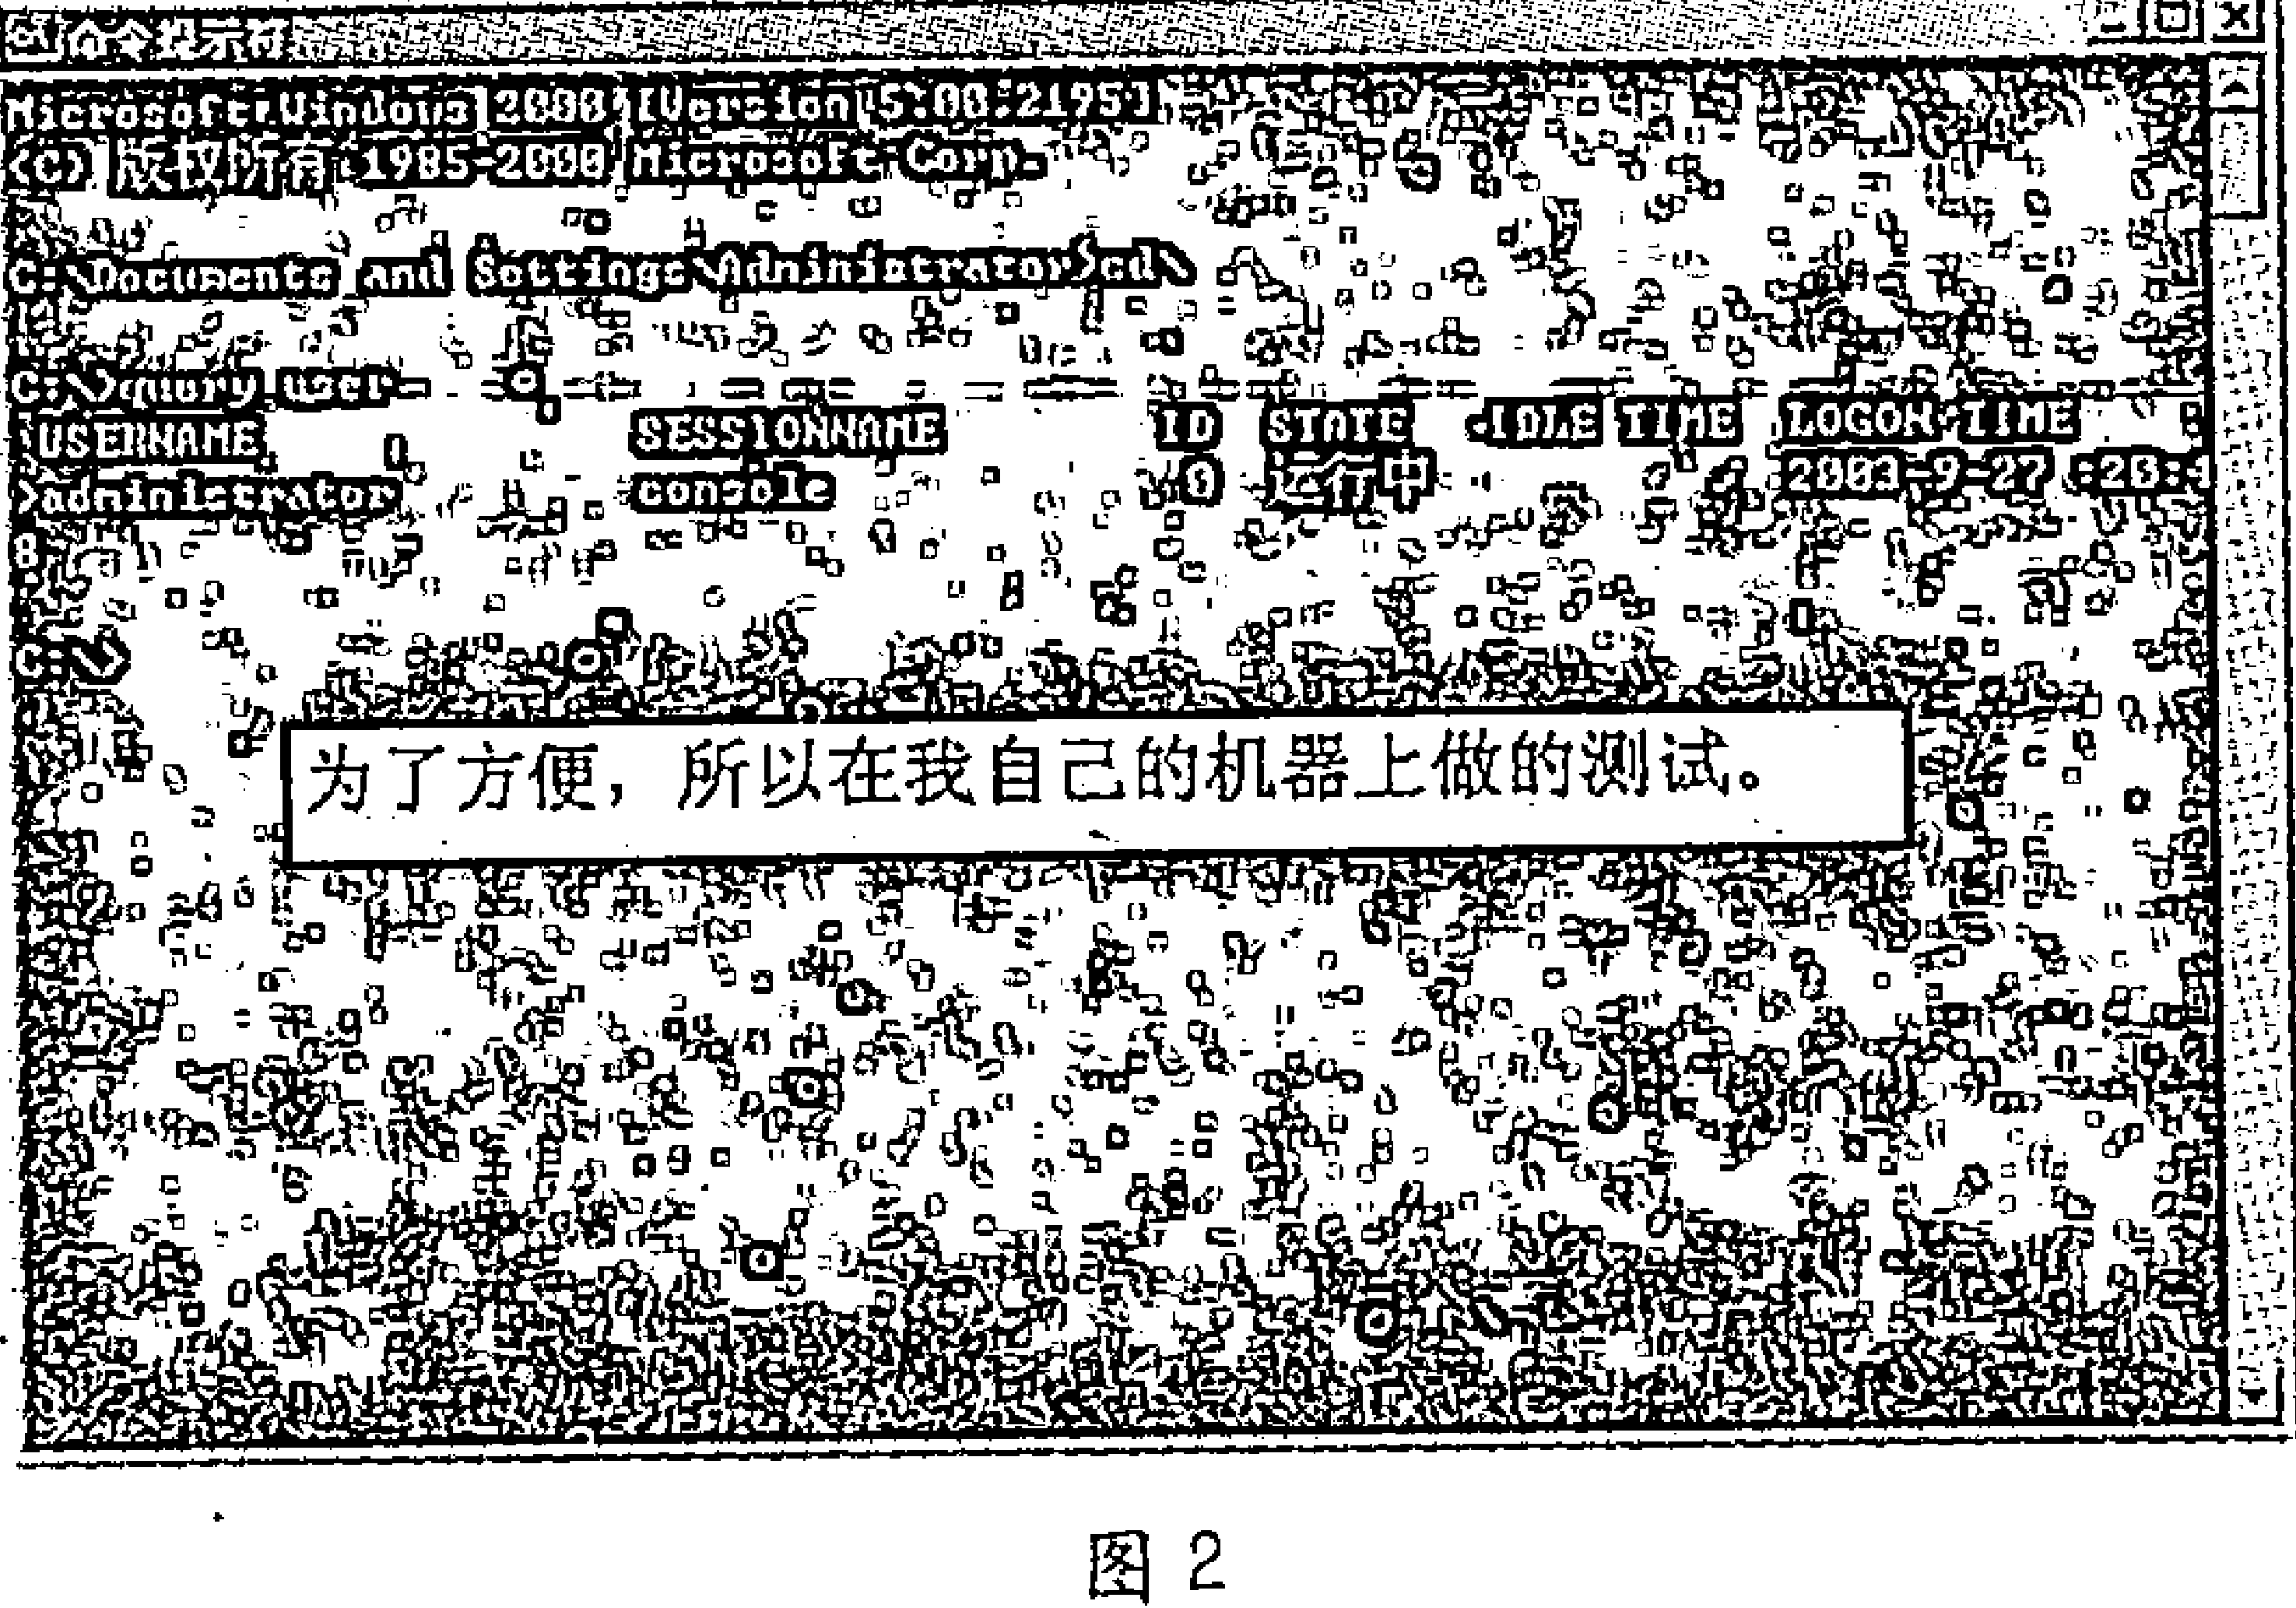 命令提示符
Microsoft Windows 2000 [Version 5.00.2195]
(C) 版权所有 1985-2000 Microsoft Corp.
C:\Documents and Settings\Administrator>cd\
C:\>query user
USERNAME SESSIONNAME ID STATE IDLE TIME LOGON TIME
>administrator console 0 运行中 2003-9-27 20:
8
C:\>
为了方便，所以在我自己的机器上做的测试。
图 2